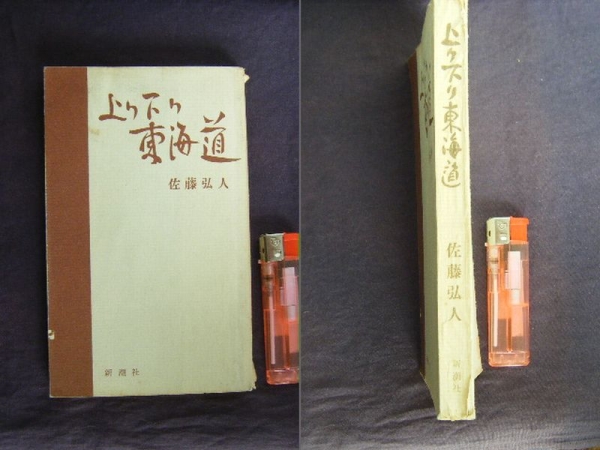 上り下り
東海道
佐藤弘人
新潮社
上り下り東海道
佐藤弘人
新潮社